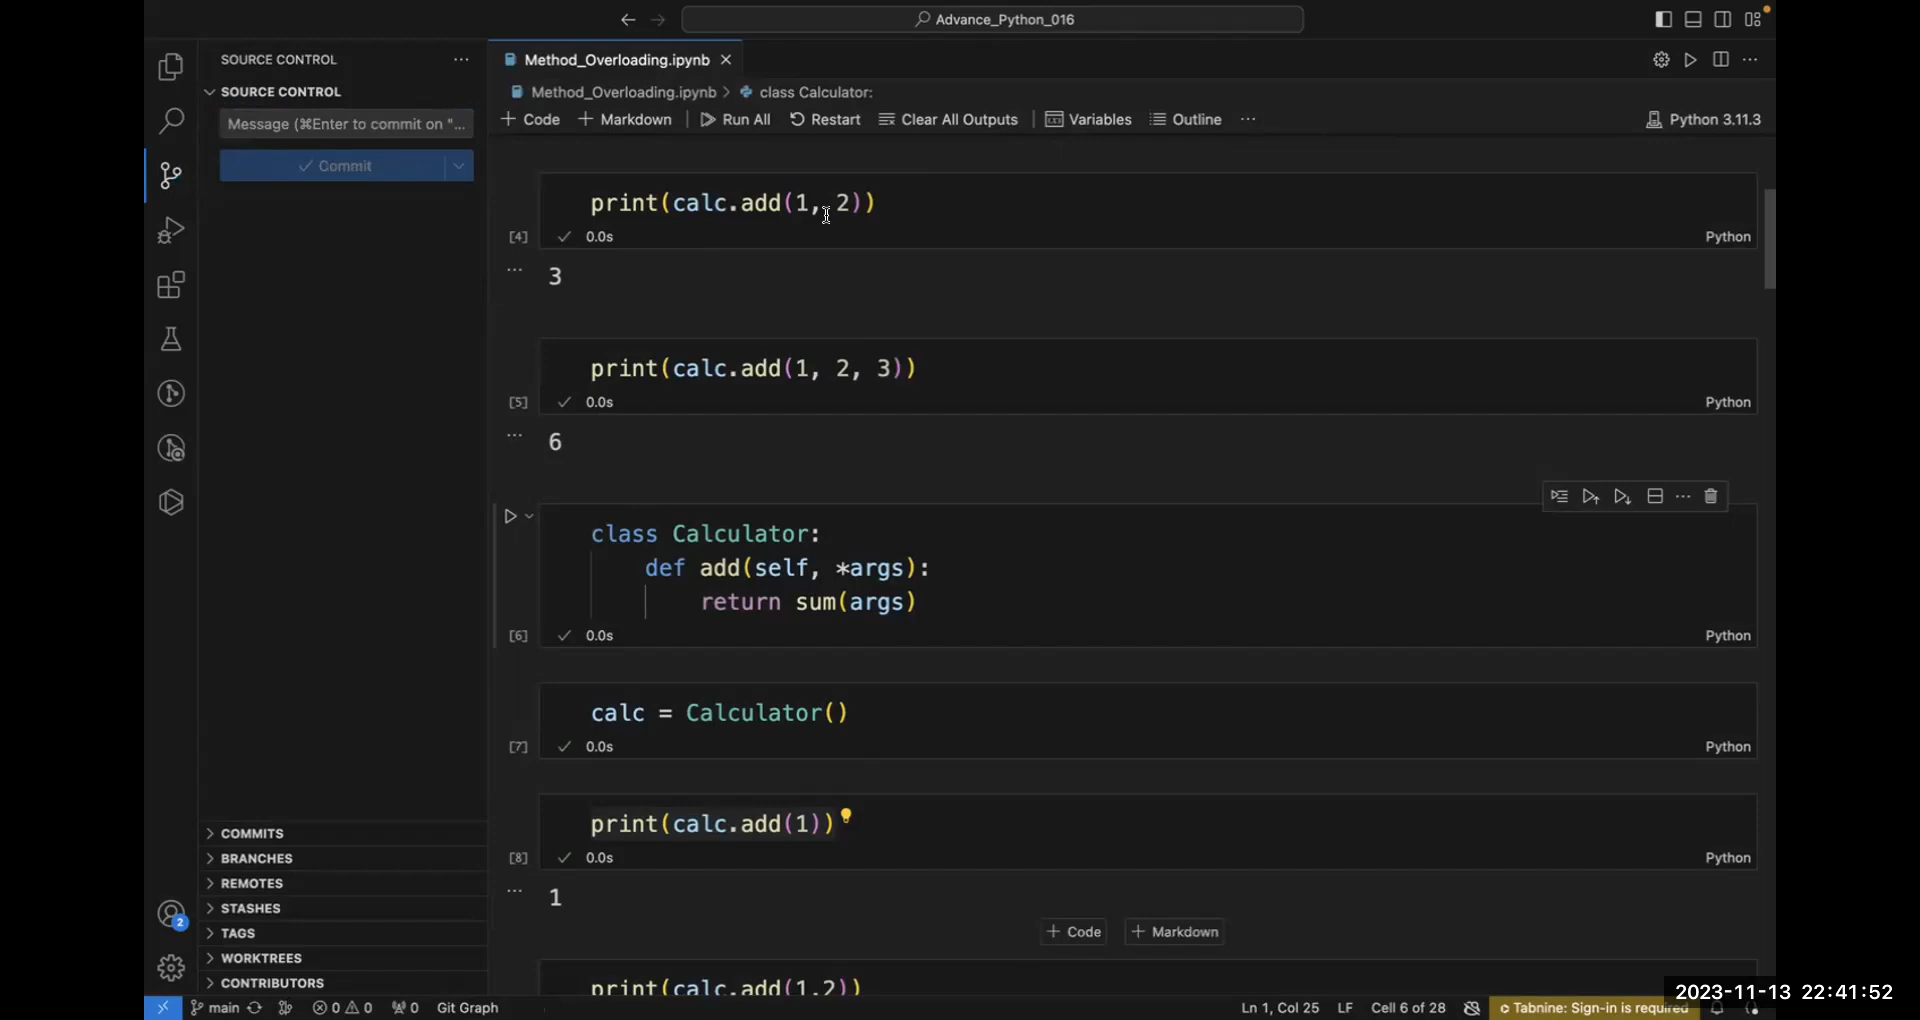 Advance_Python_016
SOURCE CONTROL
SOURCE CONTROL
Message (⌘Enter to commit on "...
Commit
COMMITS
BRANCHES
REMOTES
STASHES
TAGS
WORKTREES
CONTRIBUTORS
Method_Overloading.ipynb
Method_Overloading.ipynb > class Calculator:
+ Code + Markdown Run All Restart Clear All Outputs Variables Outline ... Python 3.11.3
print(calc.add(1, 2))
[4] 0.0s Python
3
print(calc.add(1, 2, 3))
[5] 0.0s Python
6
class Calculator:
def add(self, *args):
return sum(args)
[6] 0.0s Python
calc = Calculator()
[7] 0.0s Python
print(calc.add(1))
[8] 0.0s Python
1
+ Code + Markdown
print(calc.add(1,2))
2
main 0 0 0 Git Graph Ln 1, Col 25 LF Cell 6 of 28 Tabnine: Sign-in is required
2023-11-13 22:41:52